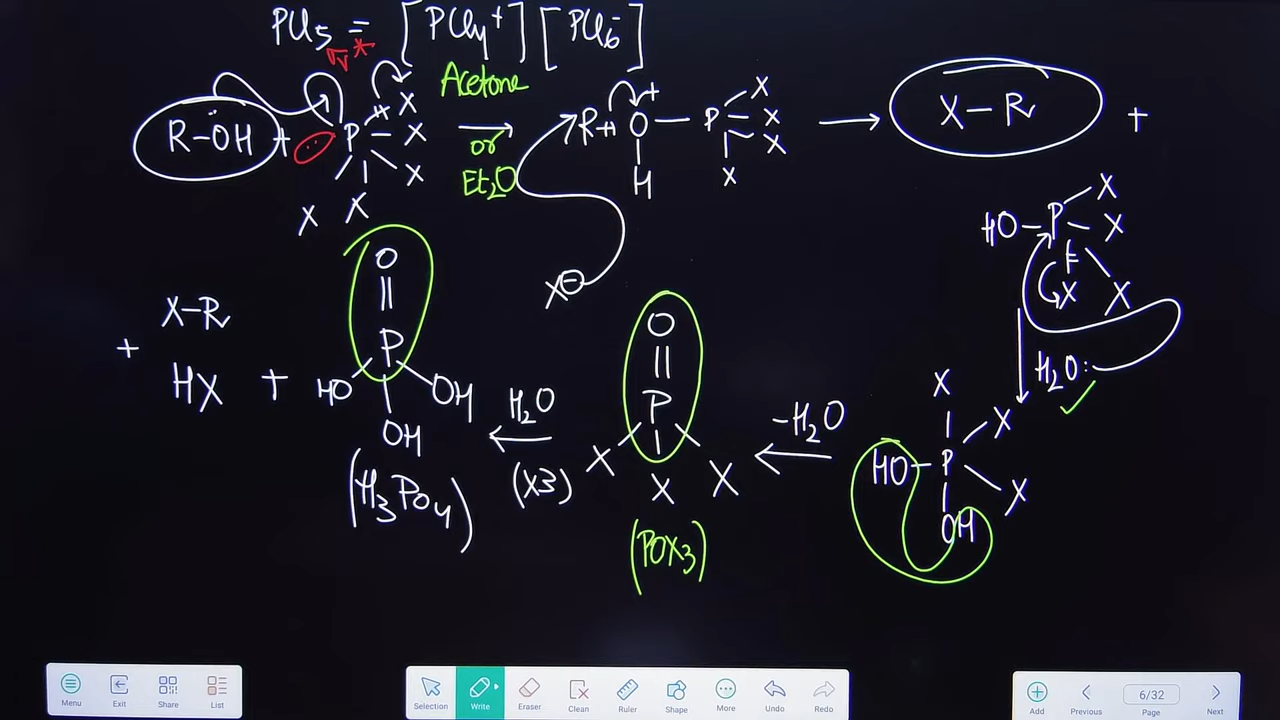 PCl5 = [PCl4+] [PCl6-]
σ*
R-ÖH + P X X X X X
Acetone
or
Et2O
R O+ H P X X X X
X⊖
X-R +
HO-P X X X X
H2O:
HO-P X X X OH
-H2O
O
P
X X X
(POX3)
H2O
(X3)
O
P
HO OH OH
(H3PO4)
+ X-R
HX +
Menu Exit Share List
Selection Write Eraser Clean Ruler Shape More Undo Redo
Add Previous 6/32 Page Next